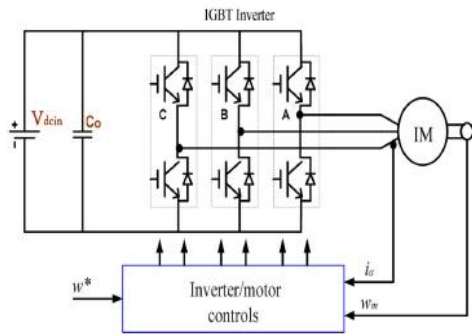 IGBT Inverter
Vdcin
Co
C
B
A
IM
+
-
ia
wm
w*
Inverter/motor
controls